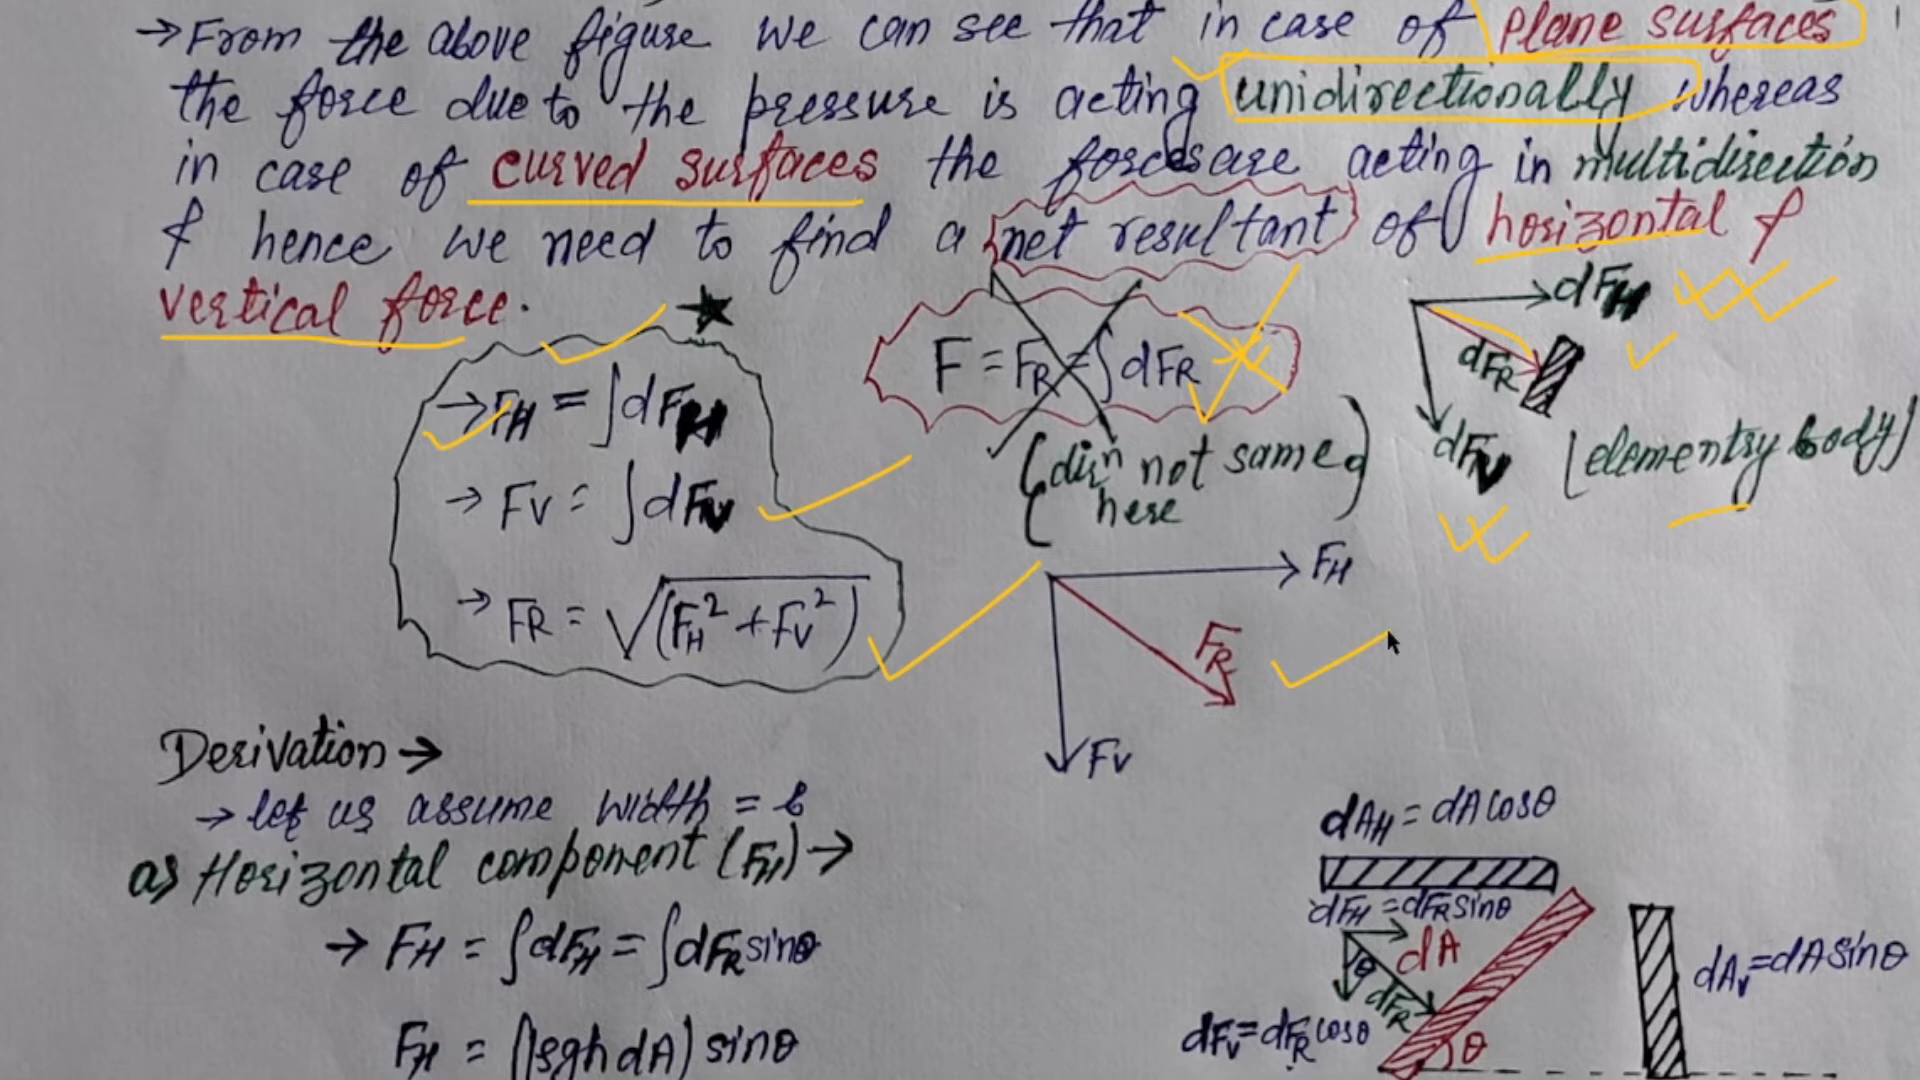 → From the above figure we can see that in case of plane surfaces
the force due to the pressure is acting unidirectionally whereas
in case of curved surfaces the forces are acting in multidirection
& hence we need to find a net resultant of horizontal &
vertical force.
→ FH = ∫dFH
→ FV = ∫dFV
→ FR = √(FH² + FV²)
F = FR = ∫dFR
(dirⁿ not same
here)
dFH
dFR
dFV
(elementry body)
FH
FR
FV
Derivation →
→ let us assume width = b
a) Horizontal component (FH) →
→ FH = ∫dFH = ∫dFR sinθ
FH = ∫(ρghdA) sinθ
dAH = dA cosθ
dFH = dFR sinθ
dA
θ
dFR
dFV = dFR cosθ
θ
dAV = dA sinθ